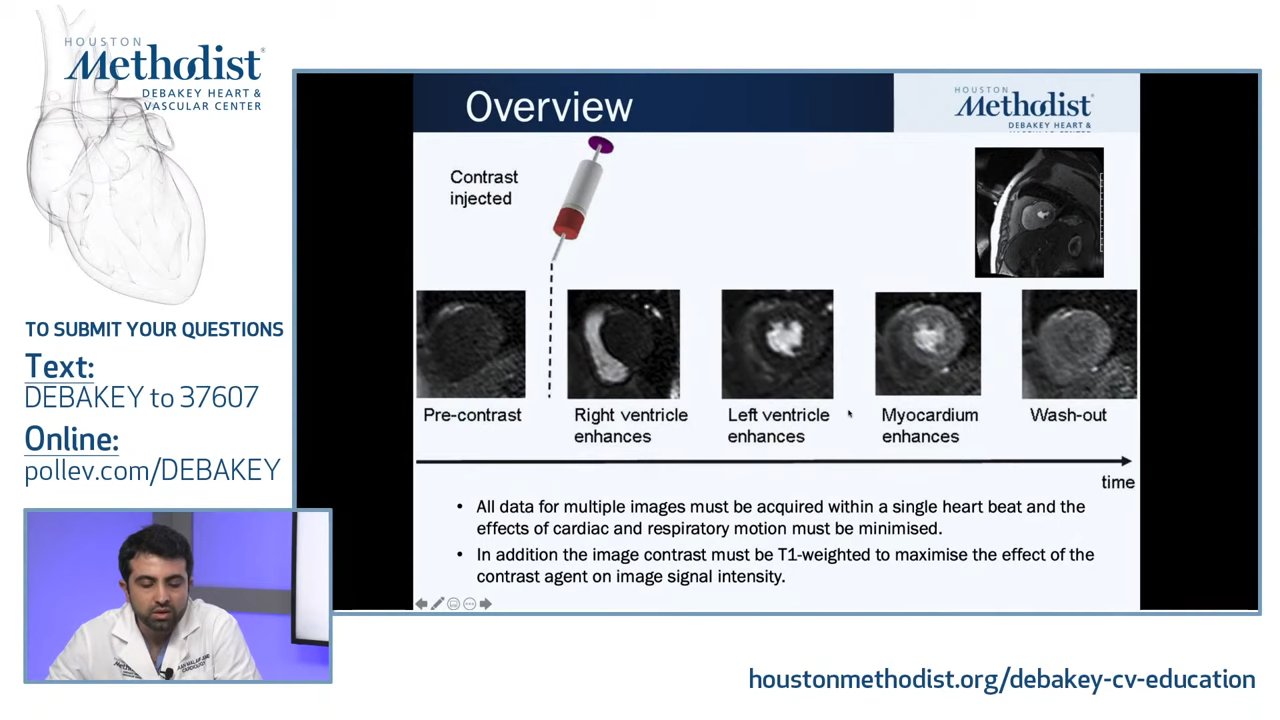 HOUSTON
Methodist
DEBAKEY HEART &
VASCULAR CENTER
TO SUBMIT YOUR QUESTIONS
Text:
DEBAKEY to 37607
Online:
pollev.com/DEBAKEY
Overview
HOUSTON
Methodist
DEBAKEY HEART &
Contrast
injected
Pre-contrast
Right ventricle
enhances
Left ventricle
enhances
Myocardium
enhances
Wash-out
time
• All data for multiple images must be acquired within a single heart beat and the
effects of cardiac and respiratory motion must be minimised.
• In addition the image contrast must be T1-weighted to maximise the effect of the
contrast agent on image signal intensity.
houstonmethodist.org/debakey-cv-education